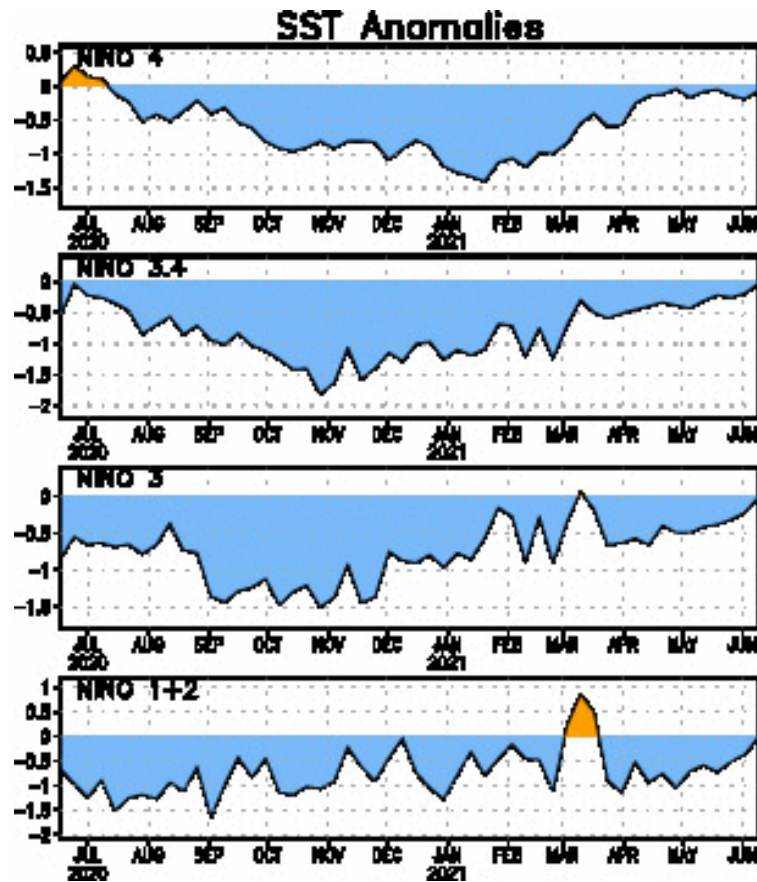 SST Anomalies
NINO 4
0.5
0
-0.5
-1
-1.5
JUL AUG SEP OCT NOV DEC JAN FEB MAR APR MAY JUN
2020 2021
NINO 3.4
0
-0.5
-1
-1.5
-2
JUL AUG SEP OCT NOV DEC JAN FEB MAR APR MAY JUN
2020 2021
NINO 3
0
-0.5
-1
-1.5
JUL AUG SEP OCT NOV DEC JAN FEB MAR APR MAY JUN
2020 2021
NINO 1+2
1
0.5
0
-0.5
-1
-1.5
-2
JUL AUG SEP OCT NOV DEC JAN FEB MAR APR MAY JUN
2020 2021